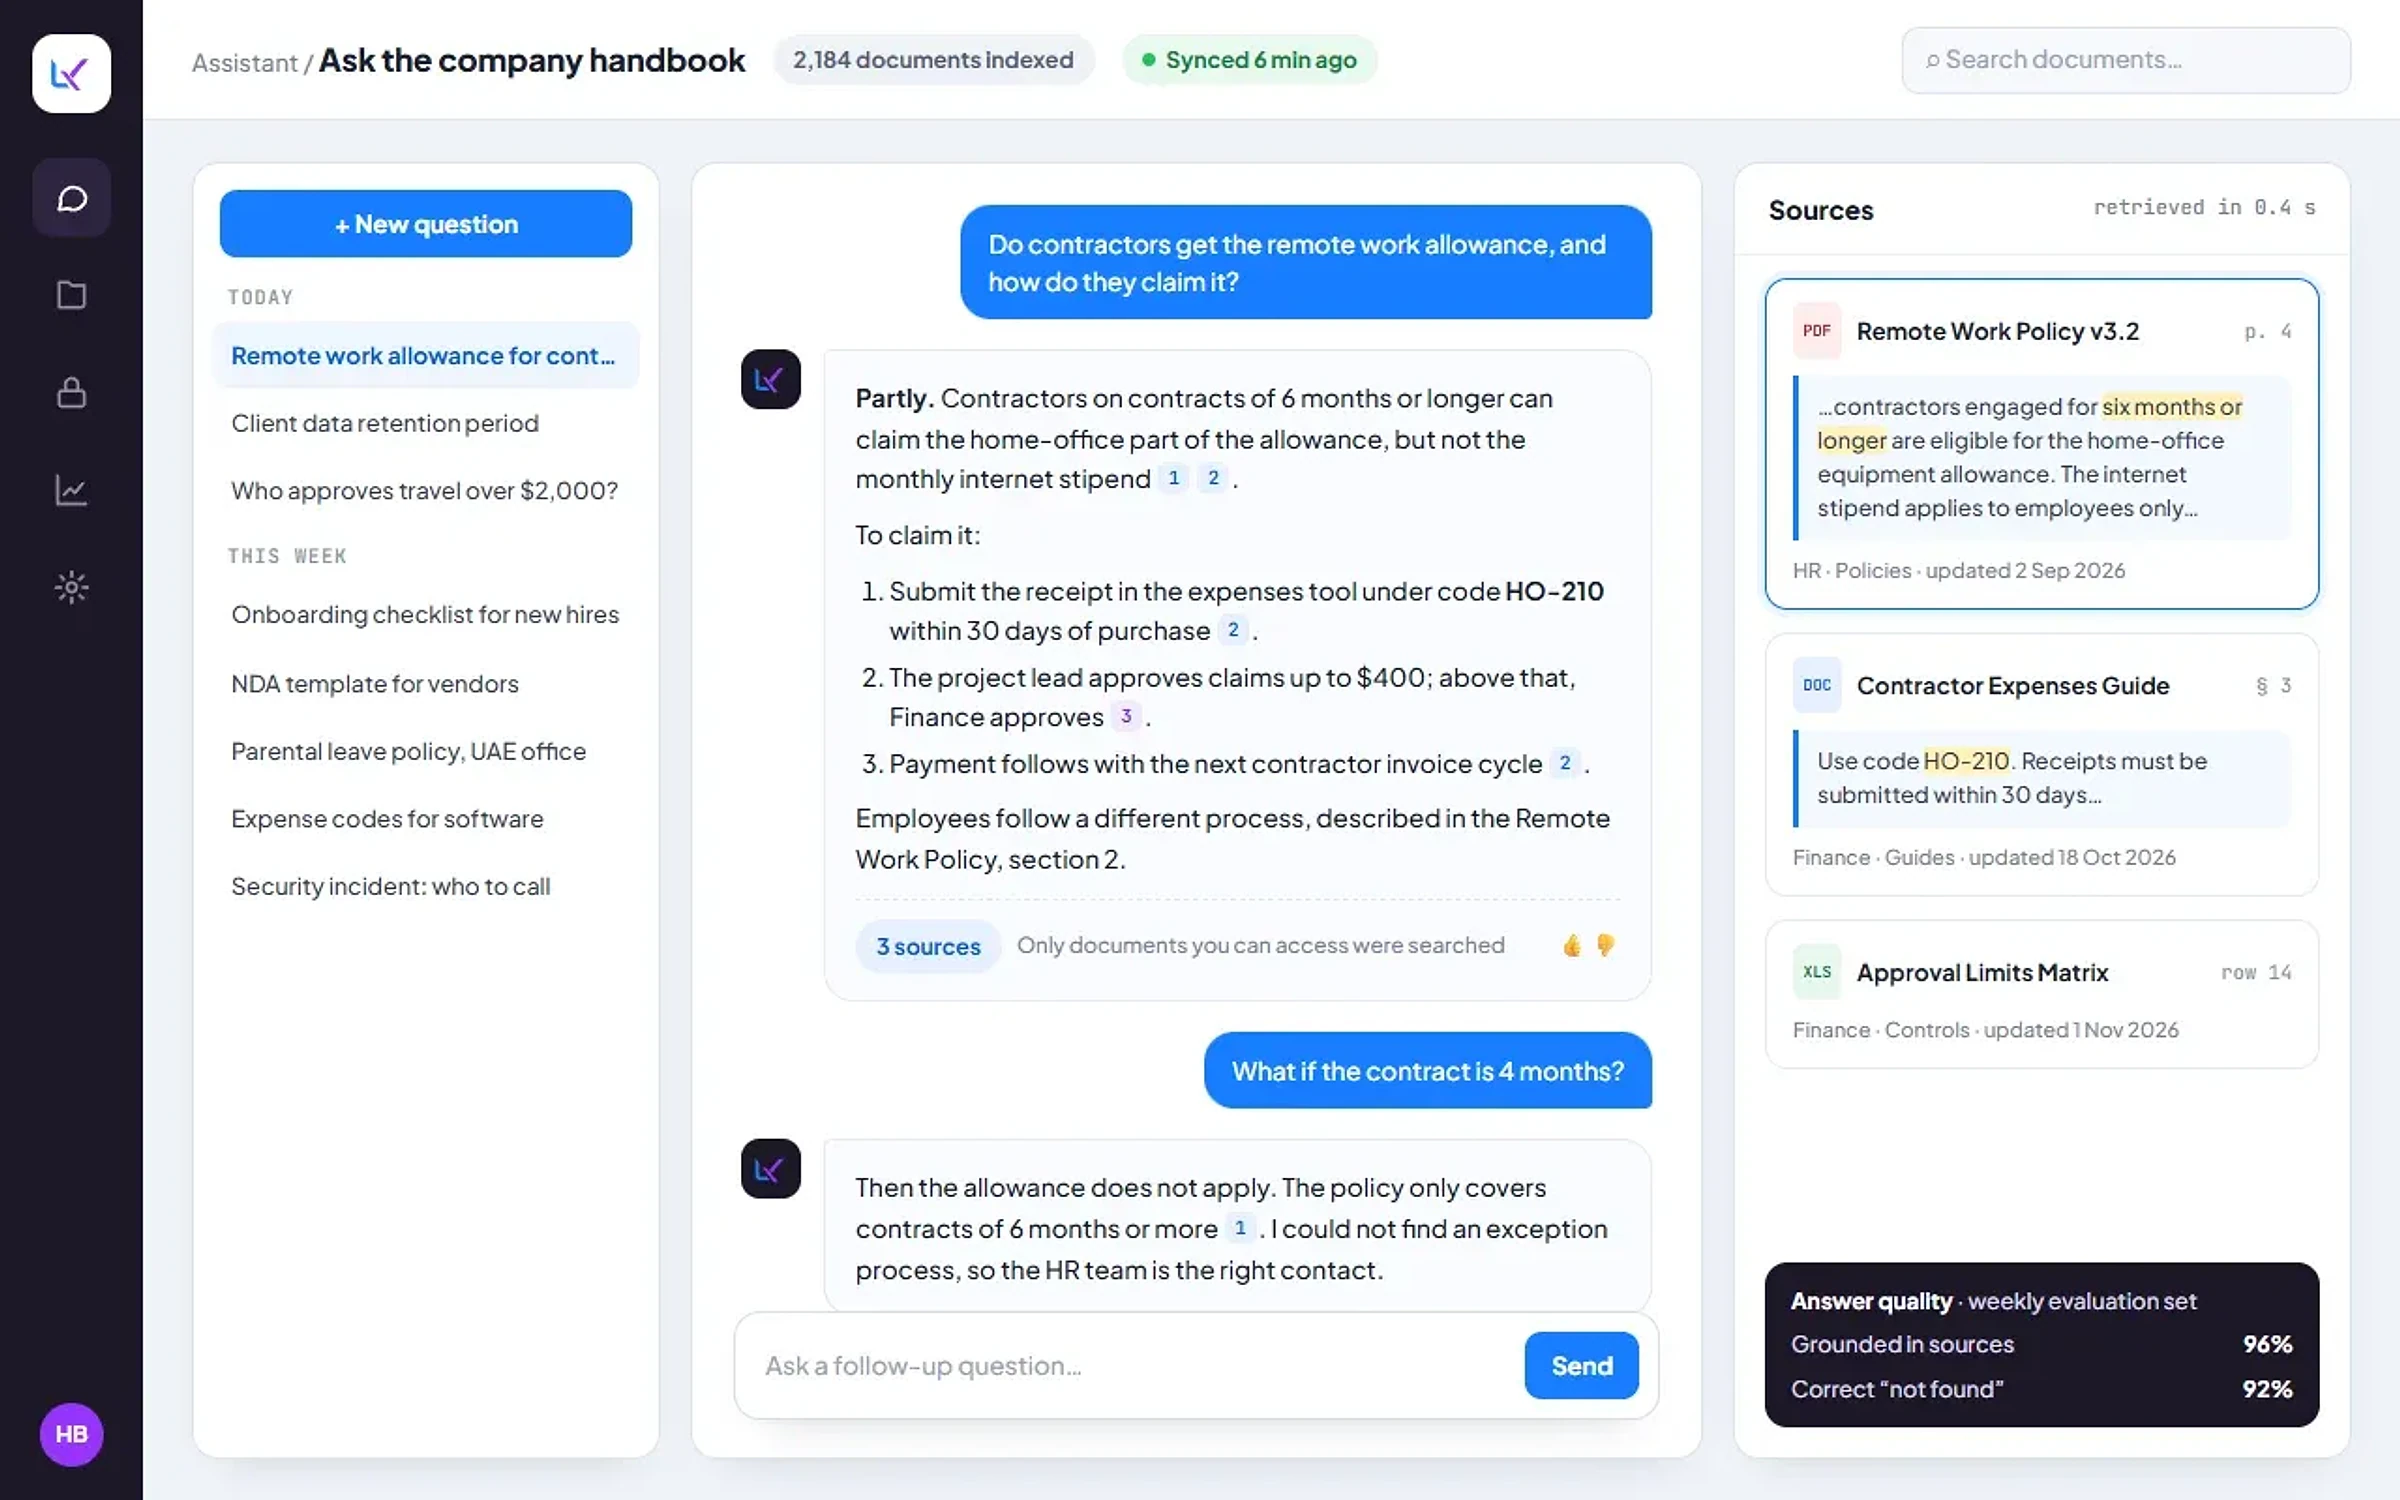 Assistant / Ask the company handbook
2,184 documents indexed
Synced 6 min ago
Search documents…
+ New question
TODAY
Remote work allowance for cont…
Client data retention period
Who approves travel over $2,000?
THIS WEEK
Onboarding checklist for new hires
NDA template for vendors
Parental leave policy, UAE office
Expense codes for software
Security incident: who to call
HB
Do contractors get the remote work allowance, and
how do they claim it?
Partly. Contractors on contracts of 6 months or longer can
claim the home-office part of the allowance, but not the
monthly internet stipend 1 2 .
To claim it:
1. Submit the receipt in the expenses tool under code HO-210
within 30 days of purchase 2 .
2. The project lead approves claims up to $400; above that,
Finance approves 3 .
3. Payment follows with the next contractor invoice cycle 2 .
Employees follow a different process, described in the Remote
Work Policy, section 2.
3 sources
Only documents you can access were searched
What if the contract is 4 months?
Then the allowance does not apply. The policy only covers
contracts of 6 months or more 1 . I could not find an exception
process, so the HR team is the right contact.
Ask a follow-up question…
Send
Sources
retrieved in 0.4 s
PDF Remote Work Policy v3.2 p. 4
…contractors engaged for six months or
longer are eligible for the home-office
equipment allowance. The internet
stipend applies to employees only…
HR · Policies · updated 2 Sep 2026
DOC Contractor Expenses Guide § 3
Use code HO-210. Receipts must be
submitted within 30 days…
Finance · Guides · updated 18 Oct 2026
XLS Approval Limits Matrix row 14
Finance · Controls · updated 1 Nov 2026
Answer quality · weekly evaluation set
Grounded in sources 96%
Correct “not found” 92%